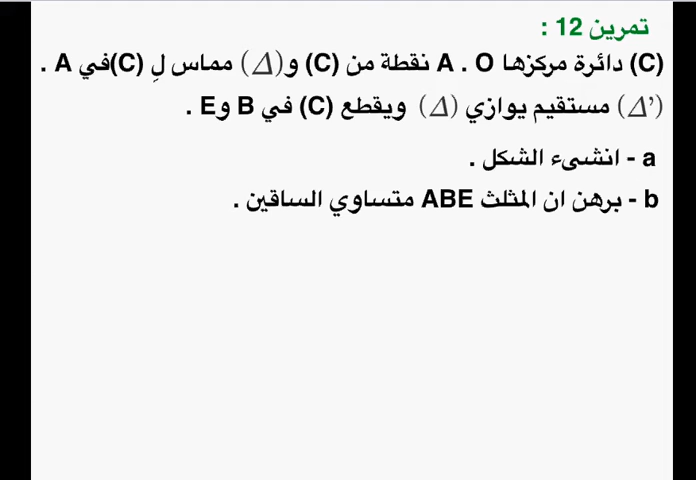 تمرين 12 :
(C) دائرة مركزها A . O نقطة من (C) و(Δ) مماس لِ (C)في A .
(Δ’) مستقيم يوازي (Δ) ويقطع (C) في B وE .
a - انشىء الشكل .
b - برهن ان المثلث ABE متساوي الساقين .